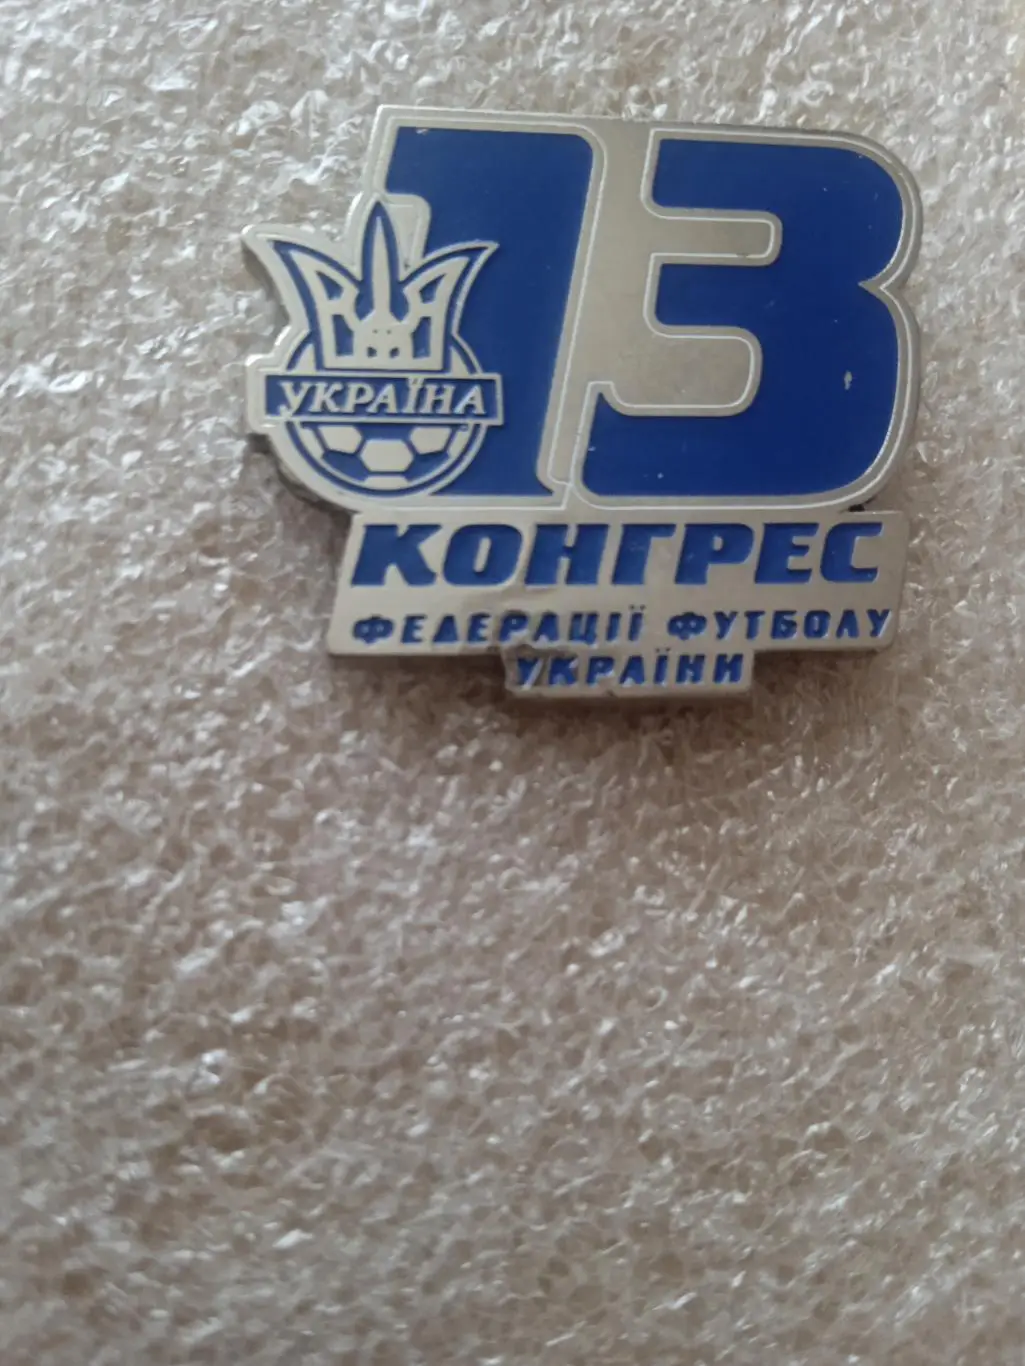 13
УКРАЇНА
КОНГРЕС
ФЕДЕРАЦІЇ ФУТБОЛУ
УКРАЇНИ